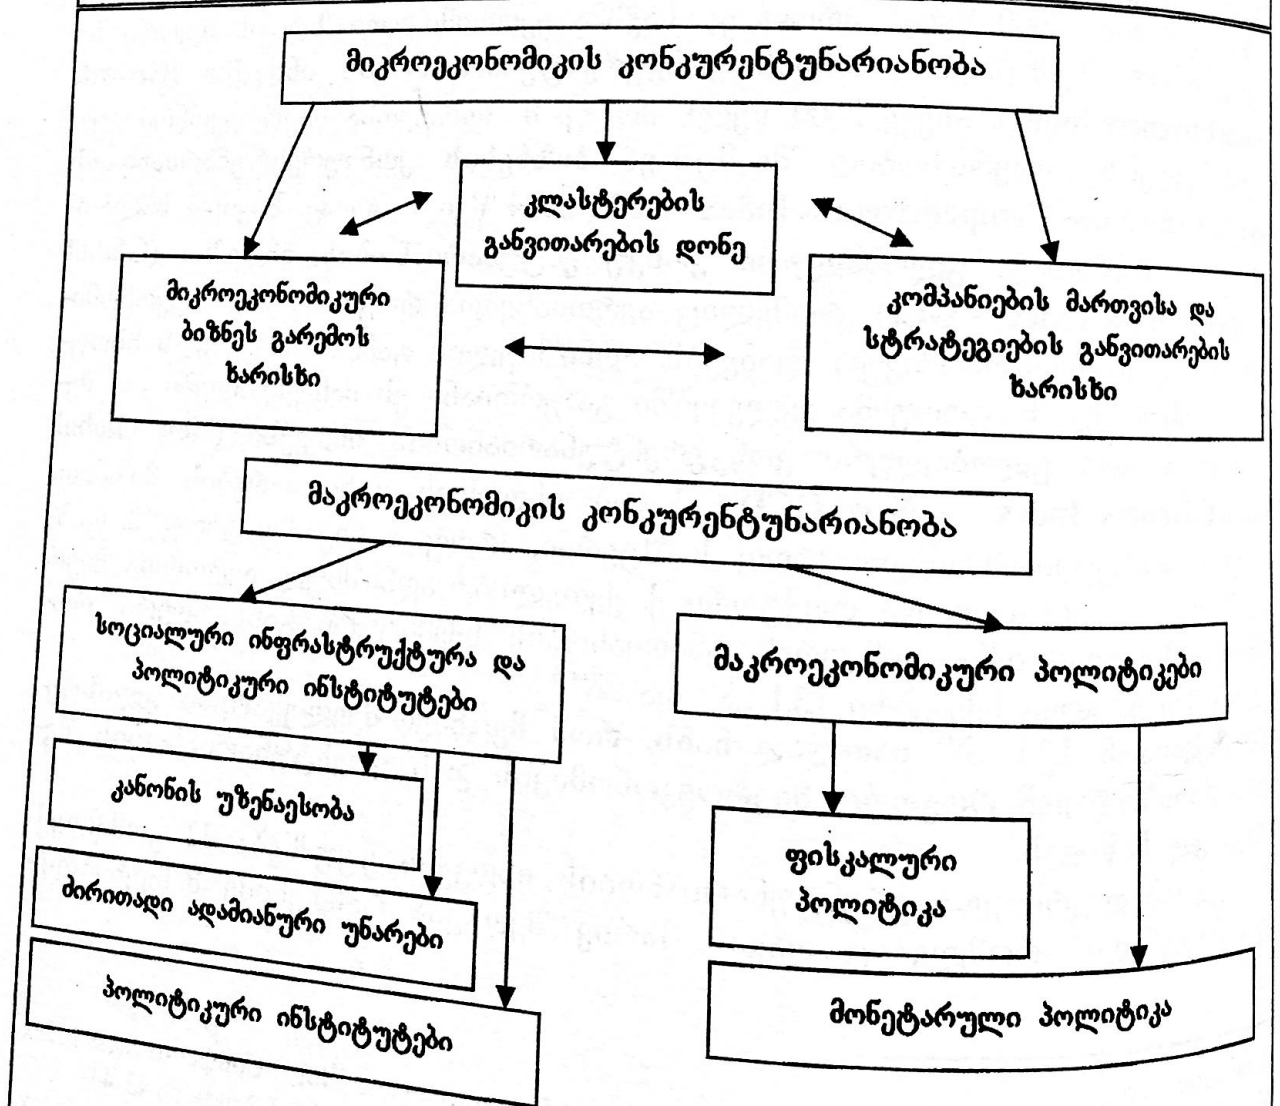 მიკროეკონომიკის კონკურენტუნარიანობა
კლასტერების
განვითარების დონე
მიკროეკონომიკური
ბიზნეს გარემოს
ხარისხი
კომპანიების მართვისა და
სტრატეგიების განვითარების
ხარისხი
მაკროეკონომიკის კონკურენტუნარიანობა
სოციალური ინფრასტრუქტურა და
პოლიტიკური ინსტიტუტები
მაკროეკონომიკური პოლიტიკები
კანონის უზენაესობა
ძირითადი ადამიანური უნარები
პოლიტიკური ინსტიტუტები
ფისკალური
პოლიტიკა
მონეტარული პოლიტიკა